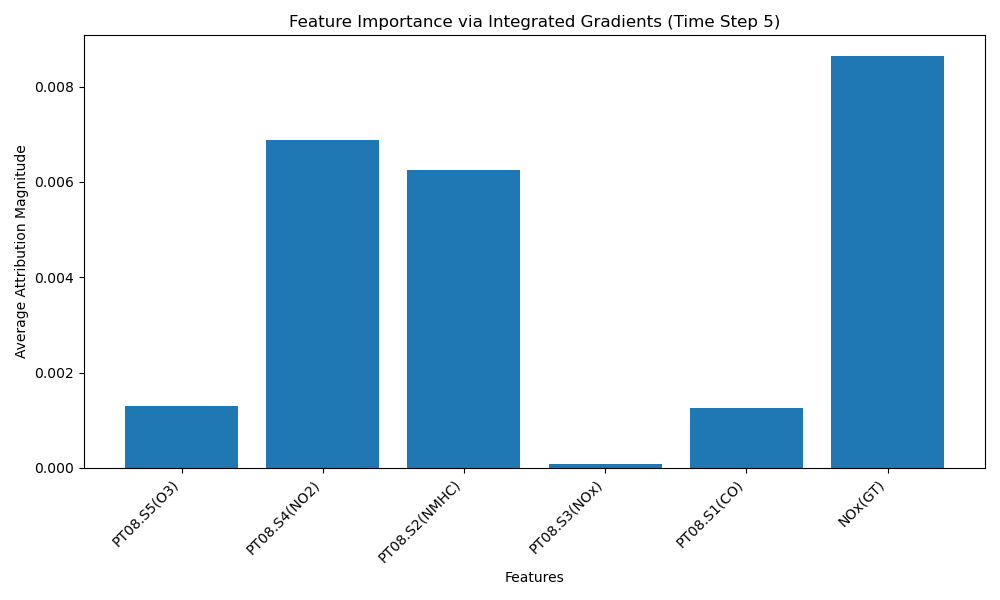 Feature Importance via Integrated Gradients (Time Step 5)
Average Attribution Magnitude
0.008
0.006
0.004
0.002
0.000
PT08.S5(O3)
PT08.S4(NO2)
PT08.S2(NMHC)
PT08.S3(NOx)
PT08.S1(CO)
NOx(GT)
Features